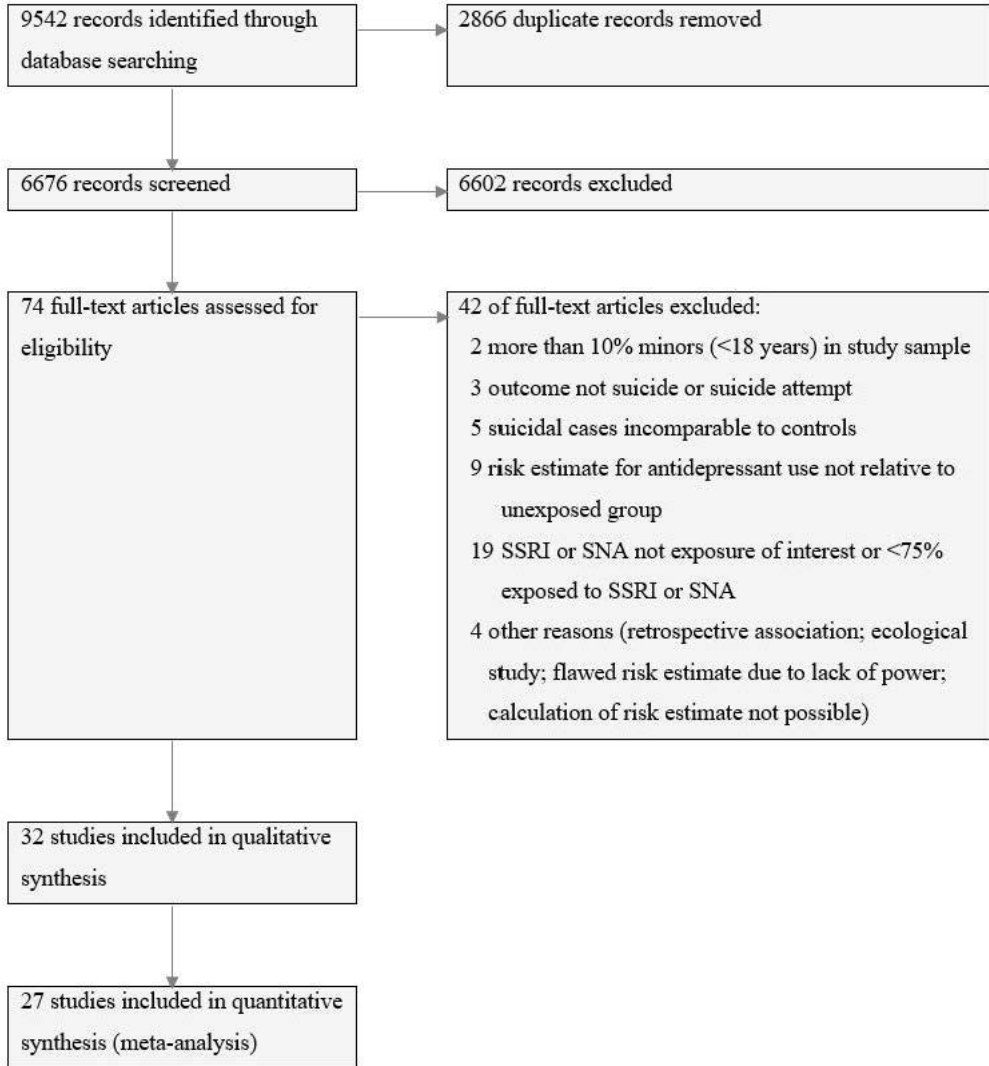 9542 records identified through
database searching
2866 duplicate records removed
6676 records screened
6602 records excluded
74 full-text articles assessed for
eligibility
42 of full-text articles excluded:
2 more than 10% minors (<18 years) in study sample
3 outcome not suicide or suicide attempt
5 suicidal cases incomparable to controls
9 risk estimate for antidepressant use not relative to
unexposed group
19 SSRI or SNA not exposure of interest or <75%
exposed to SSRI or SNA
4 other reasons (retrospective association; ecological
study; flawed risk estimate due to lack of power;
calculation of risk estimate not possible)
32 studies included in qualitative
synthesis
27 studies included in quantitative
synthesis (meta-analysis)